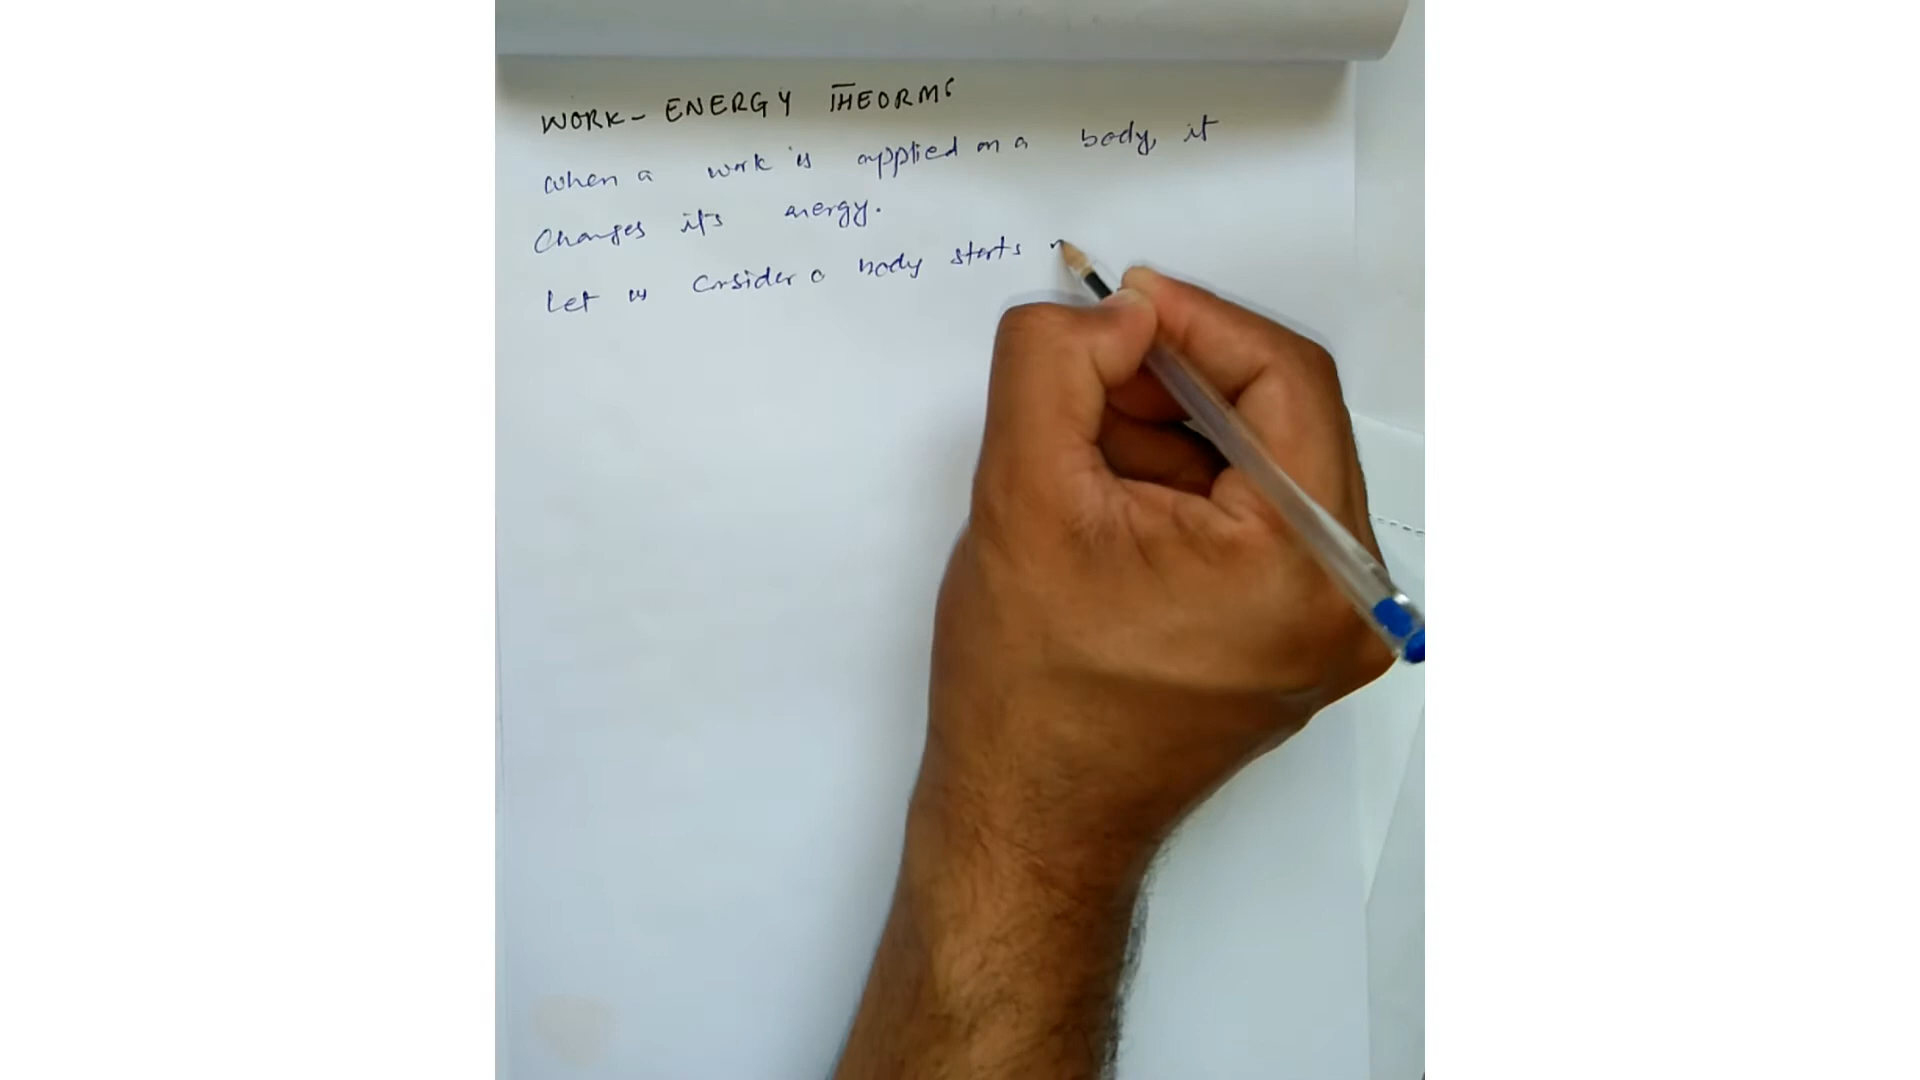 WORK - ENERGY THEORMS
when a work is applied on a body, it
Changes it's energy.
Let us Consider a body starts